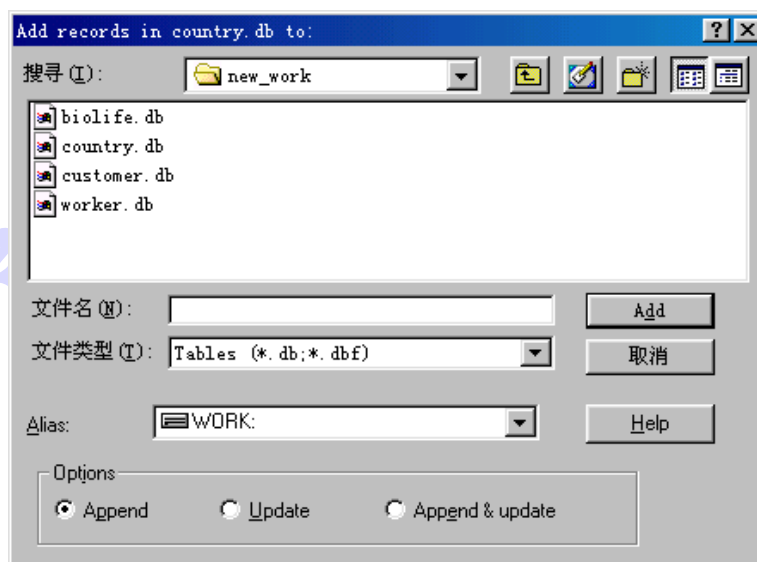 Add records in country.db to:
搜寻(I): new_work
biolife.db
country.db
customer.db
worker.db
文件名(N): Add
文件类型(T): Tables (*.db;*.dbf) 取消
Alias: WORK: Help
Options
Append Update Append & update